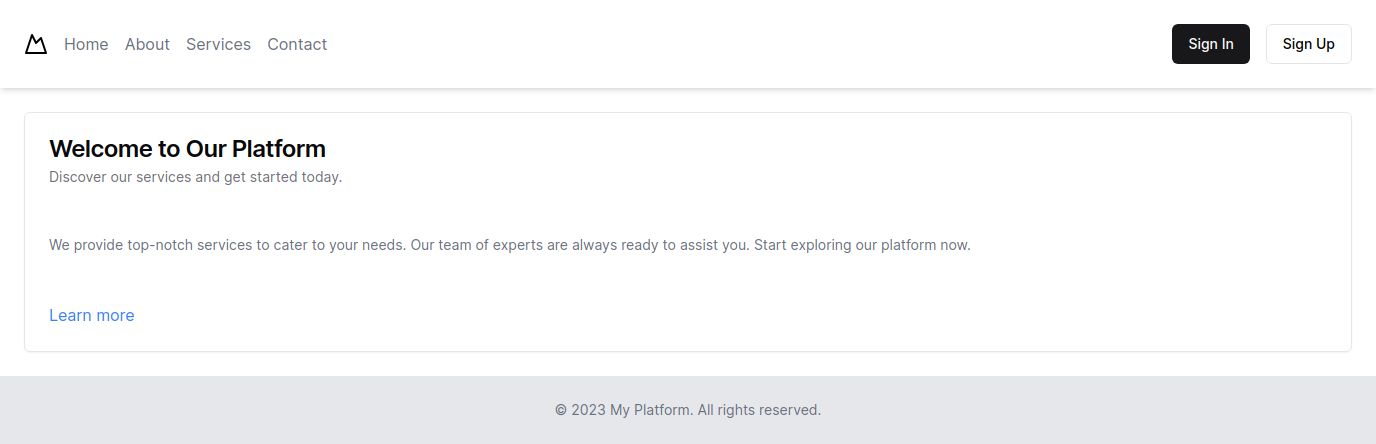 Home About Services Contact Sign In Sign Up
Welcome to Our Platform
Discover our services and get started today.
We provide top-notch services to cater to your needs. Our team of experts are always ready to assist you. Start exploring our platform now.
Learn more
© 2023 My Platform. All rights reserved.